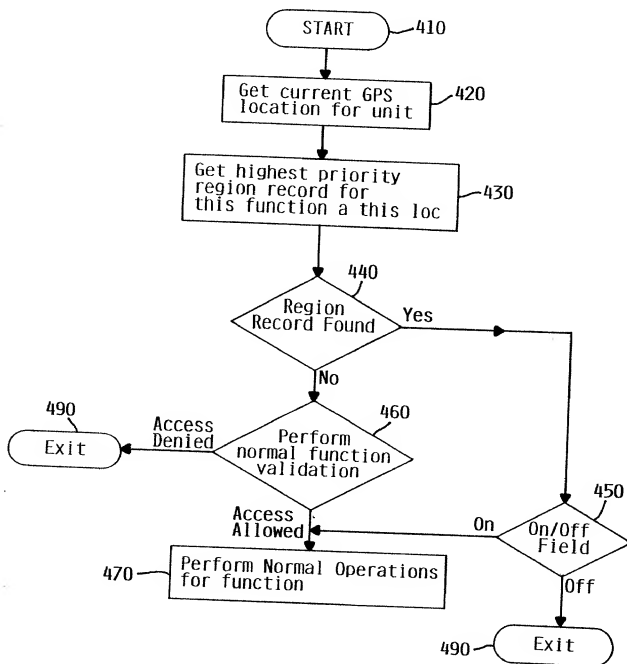 START
410
Get current GPS
location for unit
420
Get highest priority
region record for
this function a this loc
430
440
Region
Record Found
Yes
No
490
Access
Denied
Exit
460
Perform
normal function
validation
450
On/Off
Field
On
Access
Allowed
Off
470
Perform Normal Operations
for function
490
Exit